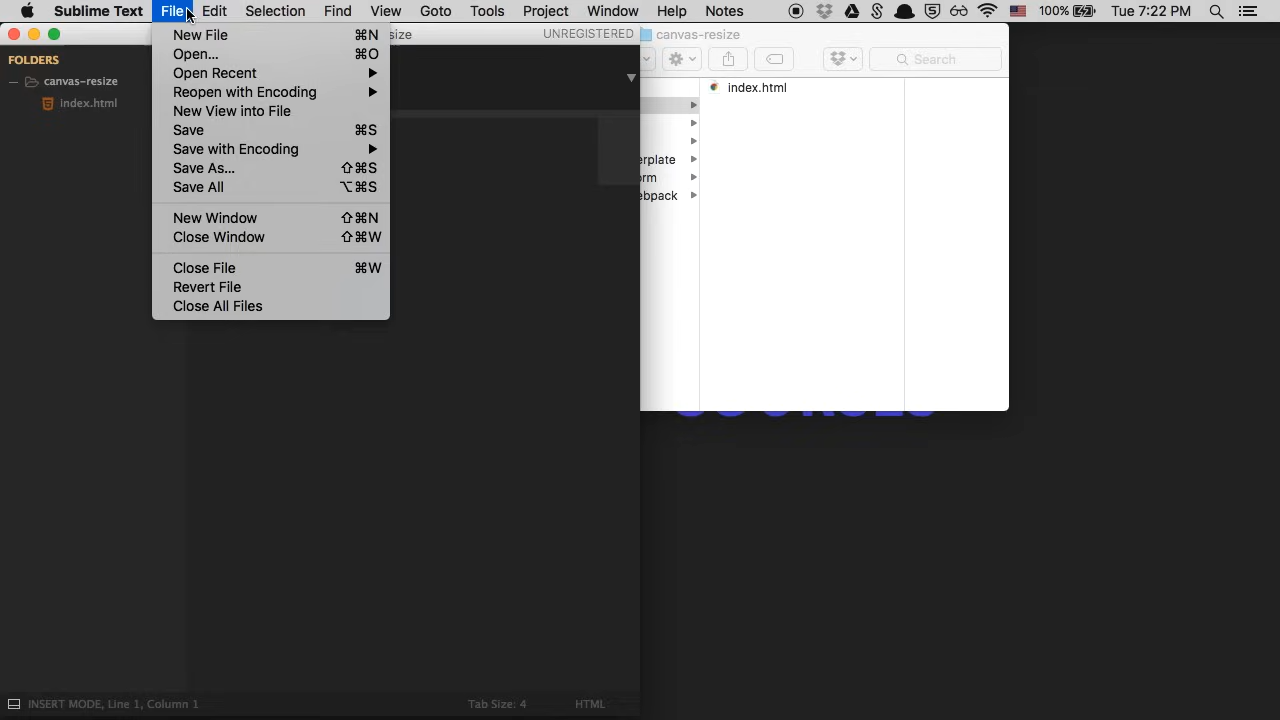 Sublime Text File Edit Selection Find View Goto Tools Project Window Help Notes 100% Tue 7:22 PM
size UNREGISTERED
FOLDERS
canvas-resize
index.html
New File ⌘N
Open... ⌘O
Open Recent
Reopen with Encoding
New View into File
Save ⌘S
Save with Encoding
Save As... ⇧⌘S
Save All ⌥⌘S
New Window ⇧⌘N
Close Window ⇧⌘W
Close File ⌘W
Revert File
Close All Files
canvas-resize
Search
index.html
erplate
orm
ebpack
INSERT MODE, Line 1, Column 1 Tab Size: 4 HTML